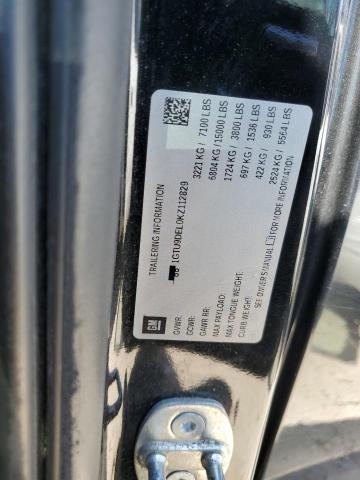 TRAILERING INFORMATION
1GTU9DEL0KZ112829
GM
GVWR: 3221 KG / 7100 LBS
GCWR: 6804 KG / 15000 LBS
GAWR RR: 1724 KG / 3800 LBS
MAX PAYLOAD: 697 KG / 1536 LBS
MAX TONGUE WEIGHT: 422 KG / 930 LBS
CURB WEIGHT: 2524 KG / 5564 LBS
SEE OWNER'S MANUAL FOR MORE INFORMATION